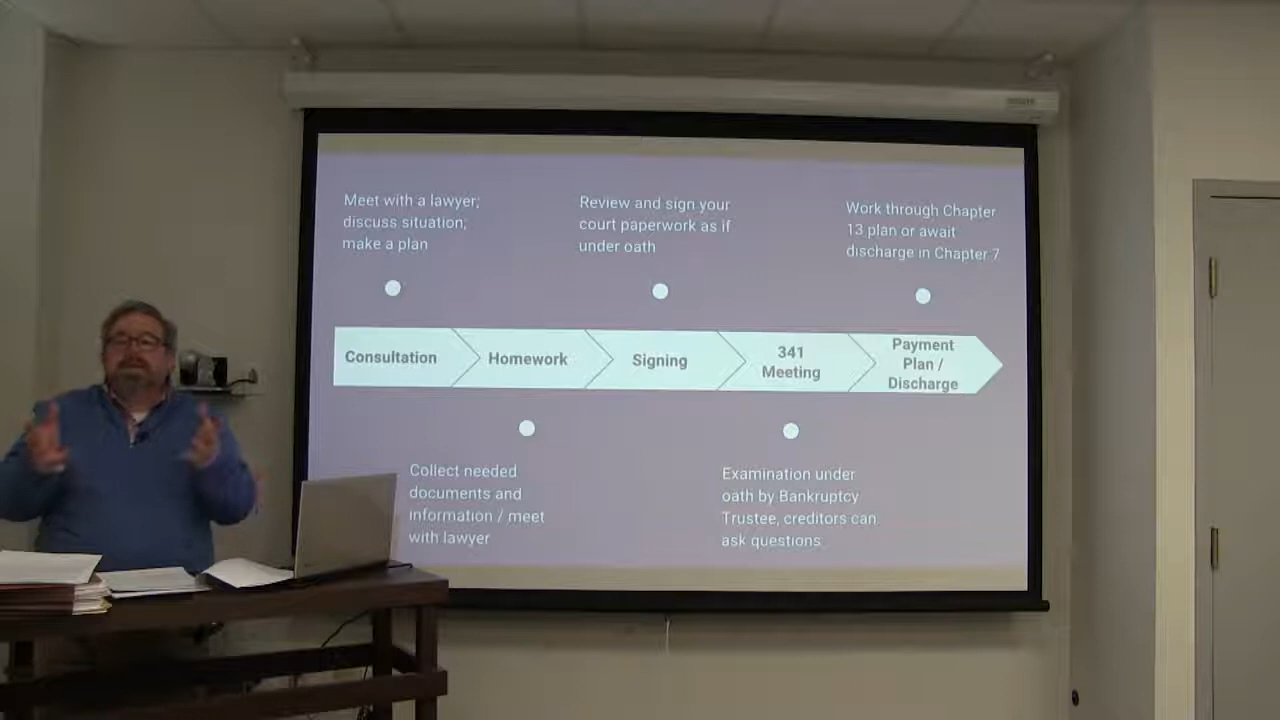 Meet with a lawyer;
discuss situation;
make a plan
Review and sign your
court paperwork as if
under oath
Work through Chapter
13 plan or await
discharge in Chapter 7
Consultation
Homework
Signing
341
Meeting
Payment
Plan /
Discharge
Collect needed
documents and
information / meet
with lawyer
Examination under
oath by Bankruptcy
Trustee, creditors can
ask questions